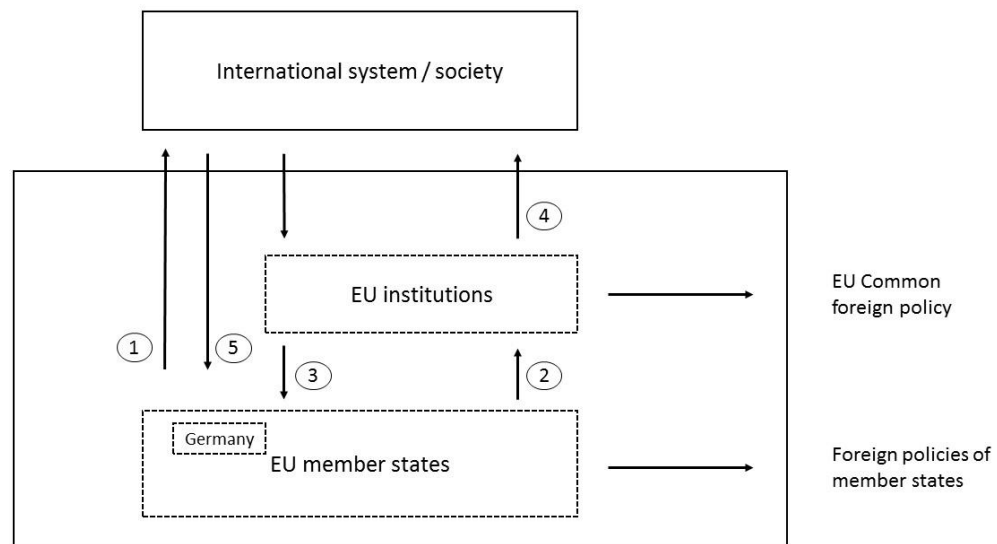 International system / society
4
EU institutions
EU Common
foreign policy
1
5
3
2
Germany
EU member states
Foreign policies of
member states